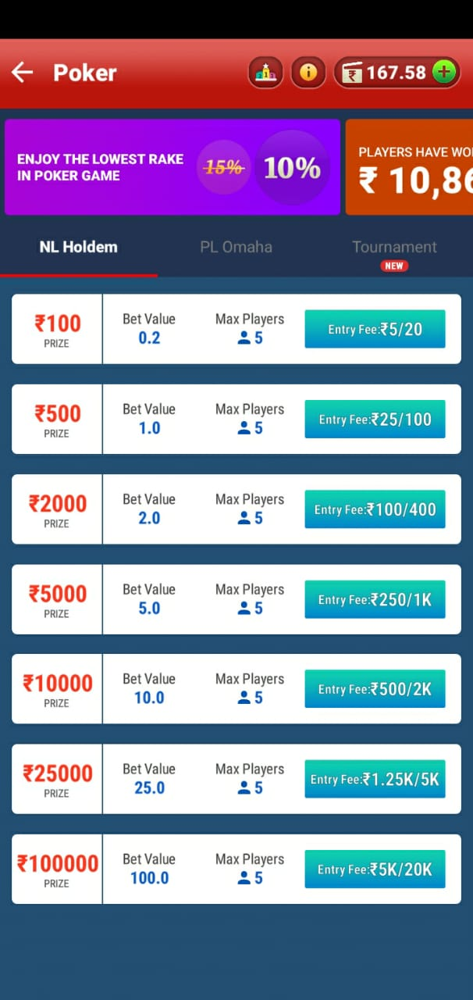 Poker
1
₹ 167.58
ENJOY THE LOWEST RAKE
IN POKER GAME
15%
10%
PLAYERS HAVE WO
₹ 10,86
NL Holdem
PL Omaha
Tournament
NEW
₹100
PRIZE
Bet Value
0.2
Max Players
5
Entry Fee:₹5/20
₹500
PRIZE
Bet Value
1.0
Max Players
5
Entry Fee:₹25/100
₹2000
PRIZE
Bet Value
2.0
Max Players
5
Entry Fee:₹100/400
₹5000
PRIZE
Bet Value
5.0
Max Players
5
Entry Fee:₹250/1K
₹10000
PRIZE
Bet Value
10.0
Max Players
5
Entry Fee:₹500/2K
₹25000
PRIZE
Bet Value
25.0
Max Players
5
Entry Fee:₹1.25K/5K
₹100000
PRIZE
Bet Value
100.0
Max Players
5
Entry Fee:₹5K/20K